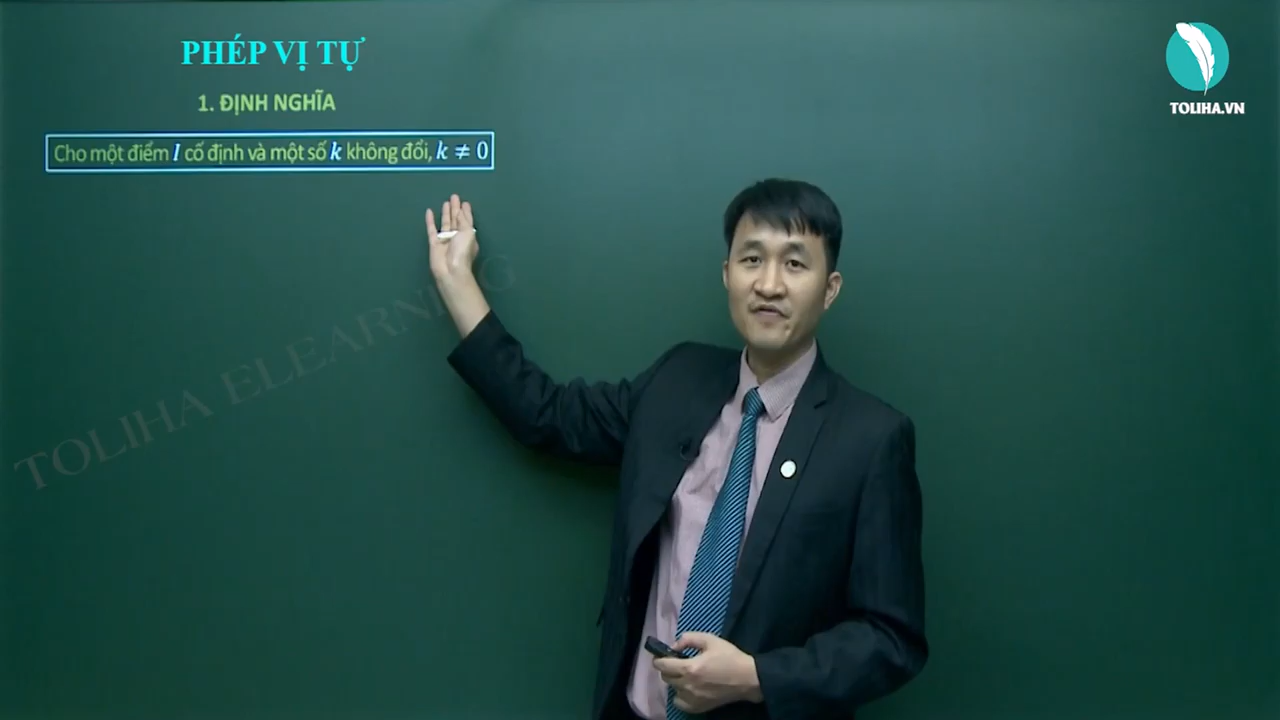 PHÉP VỊ TỰ
1. ĐỊNH NGHĨA
Cho một điểm I cố định và một số k không đổi, k ≠ 0
TOLIHA.VN
TOLIHA ELEARNING